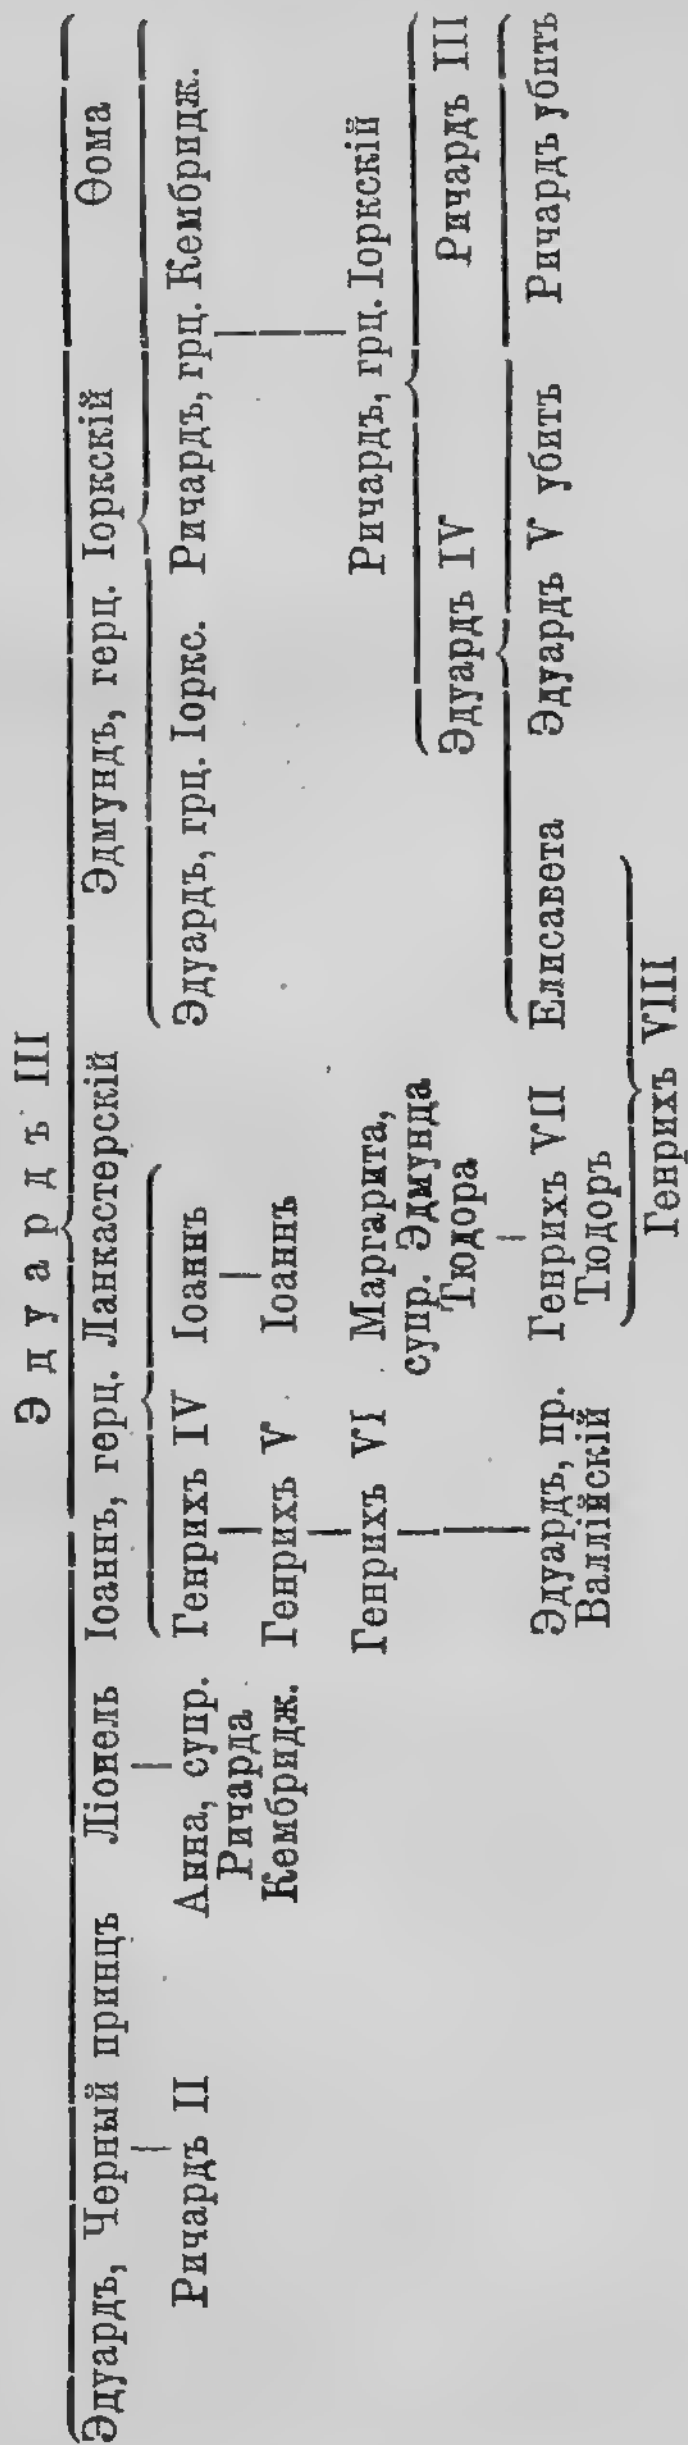 Эдуардъ III
Эдуардъ, Черный принцъ Ліонель Іоаннъ, герц. Ланкастерскій Эдмундъ, герц. Іоркскій Ѳома
Ричардъ II Анна, супр. Генрихъ IV Іоаннъ Эдуардъ, грц. Іоркс. Ричардъ, грц. Кембридж.
Ричарда
Кембридж. Генрихъ V Іоаннъ
Генрихъ VI Маргарита, Ричардъ, грц. Іоркскій
супр. Эдмунда
Тюдора Эдуардъ IV Ричардъ III
Эдуардъ, пр. Генрихъ VII Елисавета Эдуардъ V убитъ Ричардъ убитъ
Валлійскій Тюдоръ
Генрихъ VIII